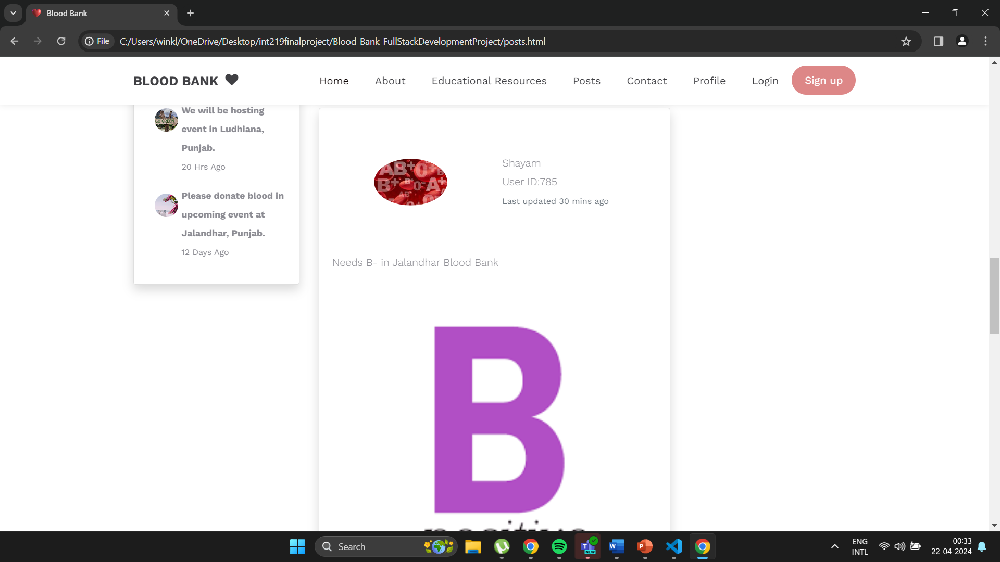 Blood Bank
File
C:/Users/winkl/OneDrive/Desktop/int219finalproject/Blood-Bank-FullStackDevelopmentProject/posts.html
BLOOD BANK
Home
About
Educational Resources
Posts
Contact
Profile
Login
Sign up
GO GREEN
We will be hosting
event in Ludhiana,
Punjab.
20 Hrs Ago
Please donate blood in
upcoming event at
Jalandhar, Punjab.
12 Days Ago
AB+ O+ B
B+ B+ O- A+
AB
Shayam
User ID:785
Last updated 30 mins ago
Needs B- in Jalandhar Blood Bank
B
Search
NEW
ENG
INTL
00:33
22-04-2024